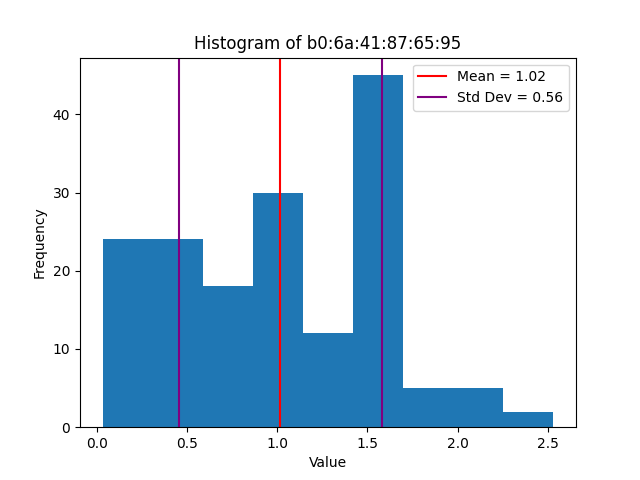 Histogram of b0:6a:41:87:65:95
Mean = 1.02
Std Dev = 0.56
Frequency
40
30
20
10
0
0.0 0.5 1.0 1.5 2.0 2.5
Value